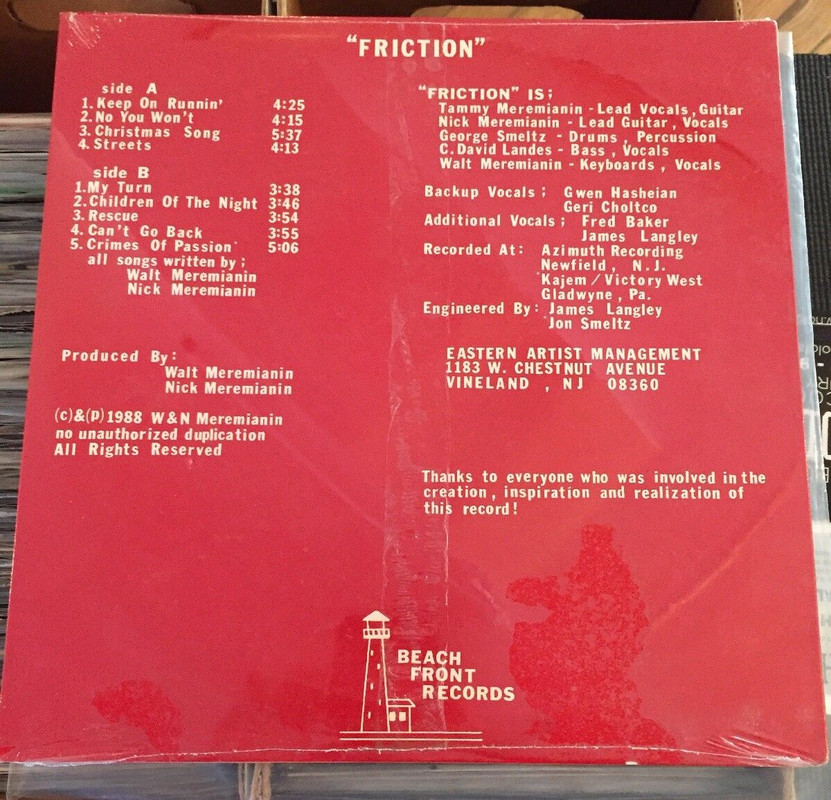 "FRICTION"
side A
1. Keep On Runnin' 4:25
2. No You Won't 4:15
3. Christmas Song 5:37
4. Streets 4:13
side B
1. My Turn 3:38
2. Children Of The Night 3:46
3. Rescue 3:54
4. Can't Go Back 3:55
5. Crimes Of Passion 5:06
all songs written by;
Walt Meremianin
Nick Meremianin
Produced By:
Walt Meremianin
Nick Meremianin
(c)&(p) 1988 W&N Meremianin
no unauthorized duplication
All Rights Reserved
"FRICTION" IS;
Tammy Meremianin - Lead Vocals, Guitar
Nick Meremianin - Lead Guitar, Vocals
George Smeltz - Drums, Percussion
C. David Landes - Bass, Vocals
Walt Meremianin - Keyboards, Vocals
Backup Vocals; Gwen Hasheian
Geri Choltco
Additional Vocals; Fred Baker
James Langley
Recorded At: Azimuth Recording
Newfield, N.J.
Kajem/Victory West
Gladwyne, Pa.
Engineered By: James Langley
Jon Smeltz
EASTERN ARTIST MANAGEMENT
1183 W. CHESTNUT AVENUE
VINELAND, NJ 08360
Thanks to everyone who was involved in the
creation, inspiration and realization of
this record!
BEACH
FRONT
RECORDS